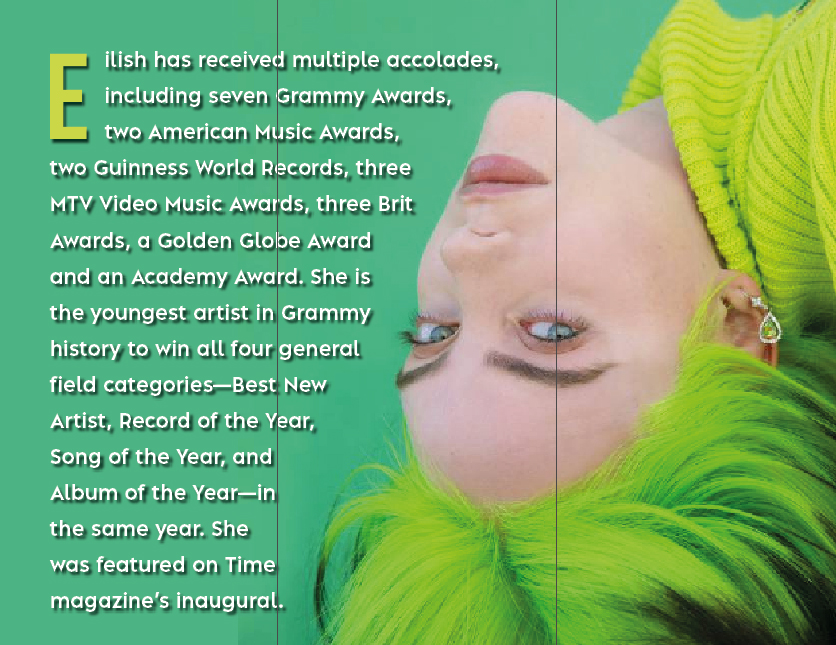 Eilish has received multiple accolades,
including seven Grammy Awards,
two American Music Awards,
two Guinness World Records, three
MTV Video Music Awards, three Brit
Awards, a Golden Globe Award
and an Academy Award. She is
the youngest artist in Grammy
history to win all four general
field categories—Best New
Artist, Record of the Year,
Song of the Year, and
Album of the Year—in
the same year. She
was featured on Time
magazine’s inaugural.